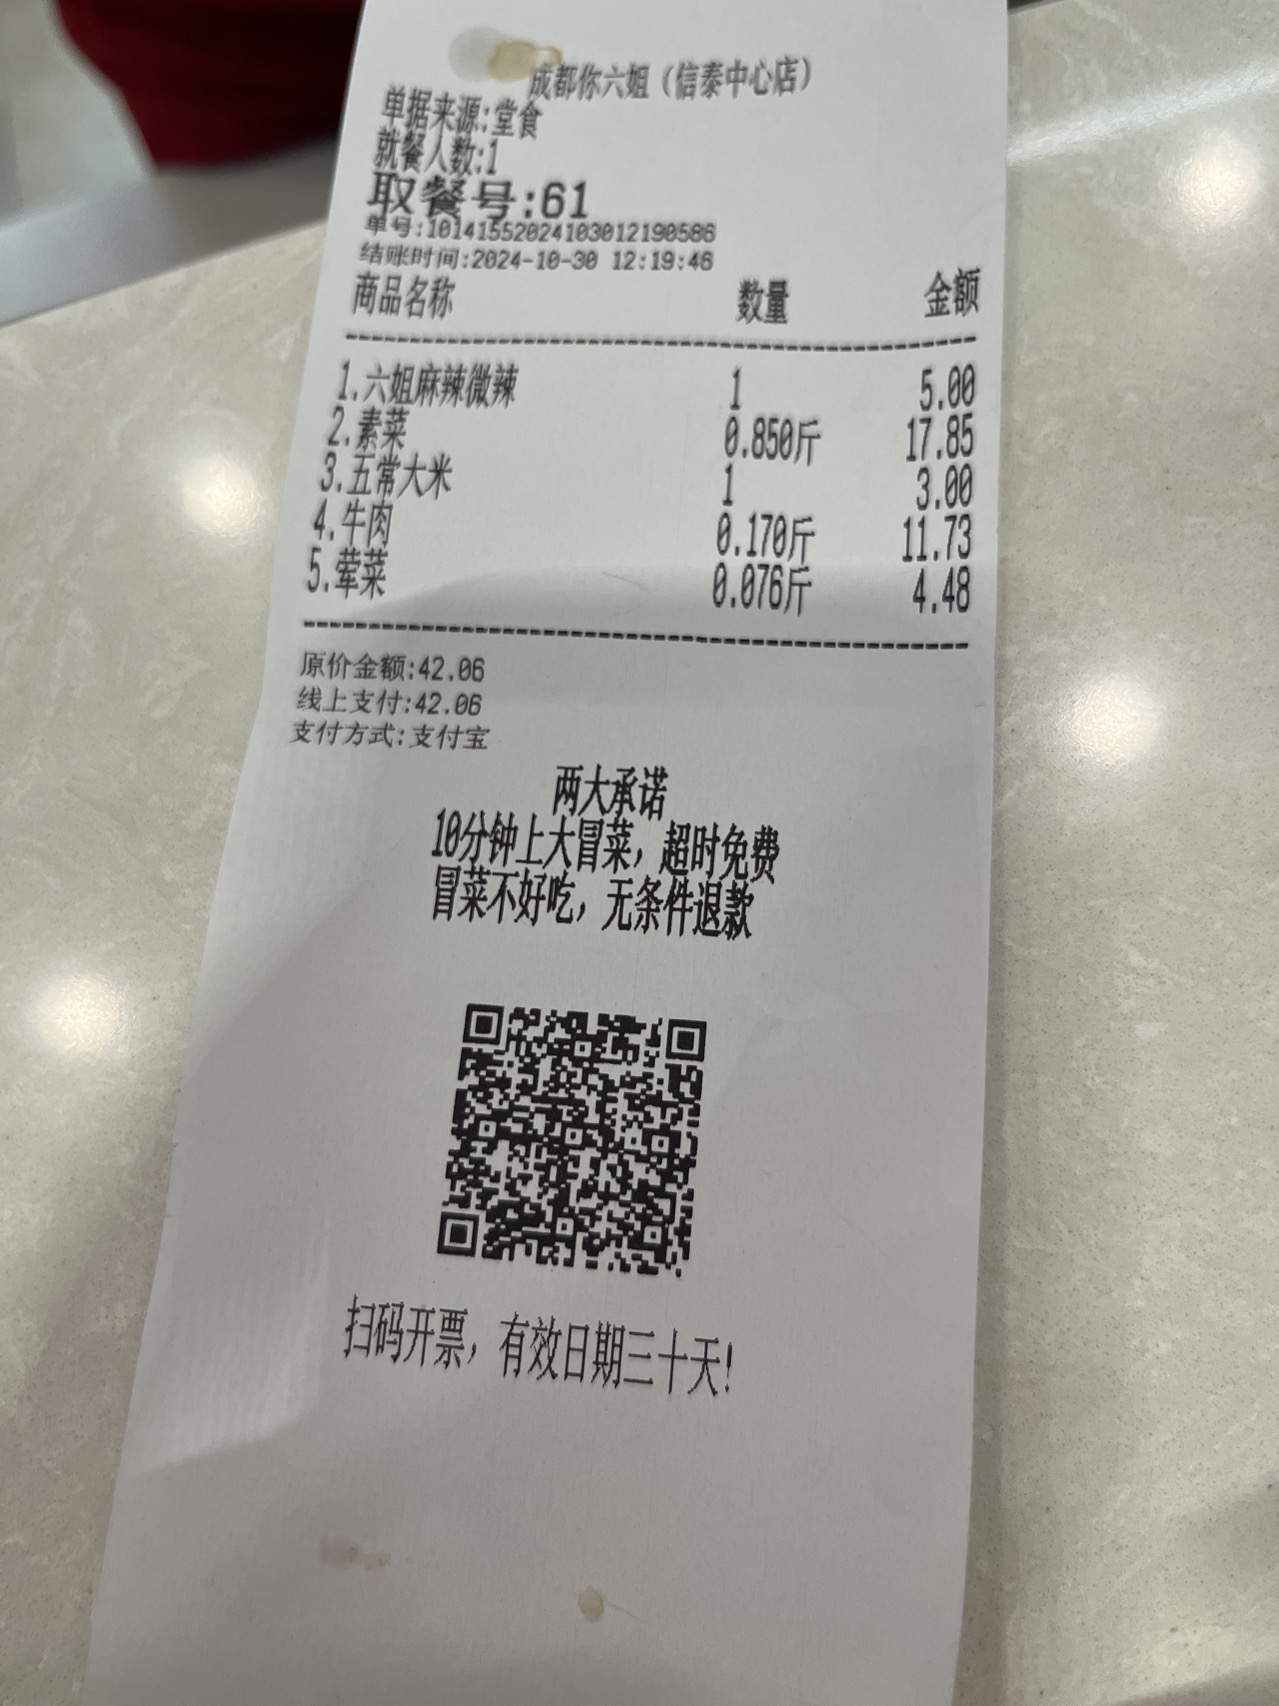 成都你六姐（信泰中心店）
单据来源:堂食
就餐人数:1
取餐号:61
单号:10141552024103012190586
结账时间:2024-10-30 12:19:46
商品名称 数量 金额
1.六姐麻辣微辣 1 5.00
2.素菜 0.850斤 17.85
3.五常大米 1 3.00
4.牛肉 0.170斤 11.73
5.荤菜 0.076斤 4.48
原价金额:42.06
线上支付:42.06
支付方式:支付宝
两大承诺
10分钟上大冒菜，超时免费
冒菜不好吃，无条件退款
扫码开票，有效日期三十天!